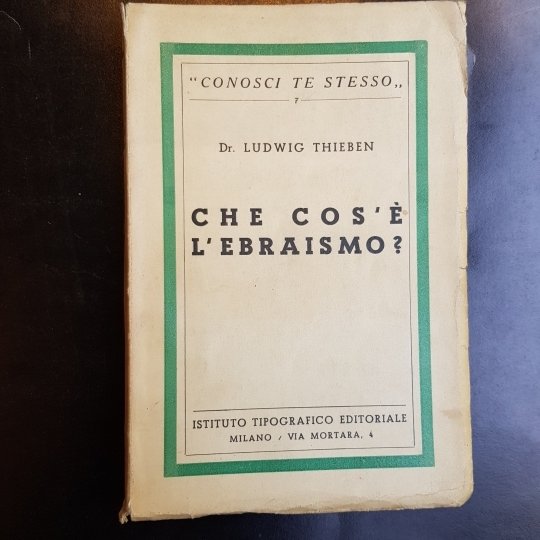 “CONOSCI TE STESSO„
7
Dr. LUDWIG THIEBEN
CHE COS'È
L'EBRAISMO?
ISTITUTO TIPOGRAFICO EDITORIALE
MILANO / VIA MORTARA, 4